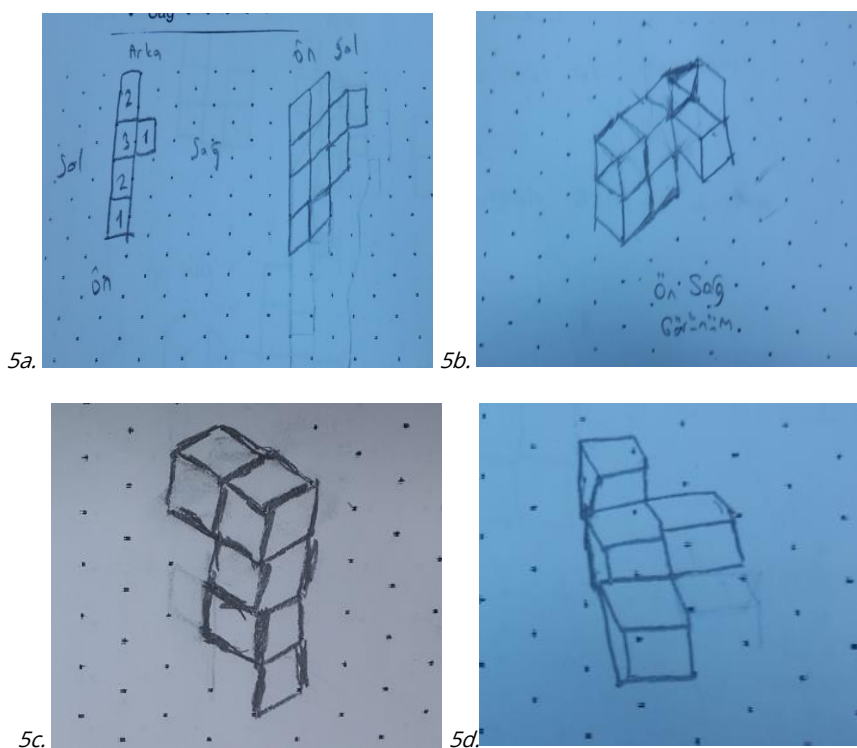 Arka
Ön Sol
2
3 1
Sol
Sağ
2
1
Ön
5a.
Ön Sağ
Görünüm
5b.
5c.
5d.